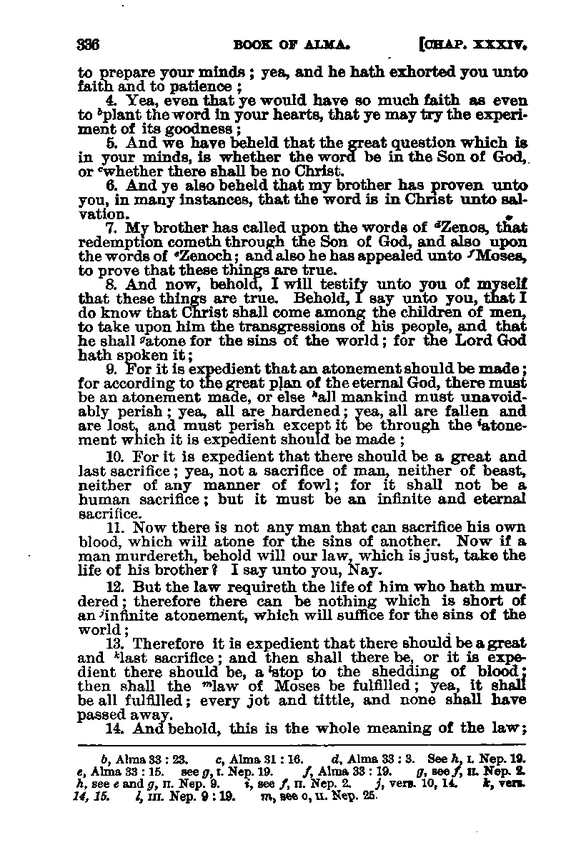 336 BOOK OF ALMA. [CHAP. XXXIV.
to prepare your minds ; yea, and he hath exhorted you unto
faith and to patience ;
4. Yea, even that ye would have so much faith as even
to ᵇplant the word in your hearts, that ye may try the experi-
ment of its goodness ;
5. And we have beheld that the great question which is
in your minds, is whether the word be in the Son of God,
or ᶜwhether there shall be no Christ.
6. And ye also beheld that my brother has proven unto
you, in many instances, that the word is in Christ unto sal-
vation.
7. My brother has called upon the words of ᵈZenos, that
redemption cometh through the Son of God, and also upon
the words of ᵉZenoch ; and also he has appealed unto ᶠMoses,
to prove that these things are true.
8. And now, behold, I will testify unto you of myself
that these things are true. Behold, I say unto you, that I
do know that Christ shall come among the children of men,
to take upon him the transgressions of his people, and that
he shall ᵍatone for the sins of the world ; for the Lord God
hath spoken it ;
9. For it is expedient that an atonement should be made ;
for according to the great plan of the eternal God, there must
be an atonement made, or else ʰall mankind must unavoid-
ably perish ; yea, all are hardened ; yea, all are fallen and
are lost, and must perish except it be through the ⁱatone-
ment which it is expedient should be made ;
10. For it is expedient that there should be a great and
last sacrifice ; yea, not a sacrifice of man, neither of beast,
neither of any manner of fowl ; for it shall not be a
human sacrifice ; but it must be an infinite and eternal
sacrifice.
11. Now there is not any man that can sacrifice his own
blood, which will atone for the sins of another. Now if a
man murdereth, behold will our law, which is just, take the
life of his brother ? I say unto you, Nay.
12. But the law requireth the life of him who hath mur-
dered ; therefore there can be nothing which is short of
an ʲinfinite atonement, which will suffice for the sins of the
world ;
13. Therefore it is expedient that there should be a great
and ᵏlast sacrifice ; and then shall there be, or it is expe-
dient there should be, a ˡstop to the shedding of blood ;
then shall the ᵐlaw of Moses be fulfilled ; yea, it shall
be all fulfilled ; every jot and tittle, and none shall have
passed away.
14. And behold, this is the whole meaning of the law ;
b, Alma 33 : 23. c, Alma 31 : 16. d, Alma 33 : 3. See h, I. Nep. 19.
e, Alma 33 : 15. see g, I. Nep. 19. f, Alma 33 : 19. g, see f, II. Nep. 2.
h, see e and g, II. Nep. 9. i, see f, II. Nep. 2. j, vers. 10, 14. k, vers.
14, 15. l, III. Nep. 9 : 19. m, see o, II. Nep. 25.